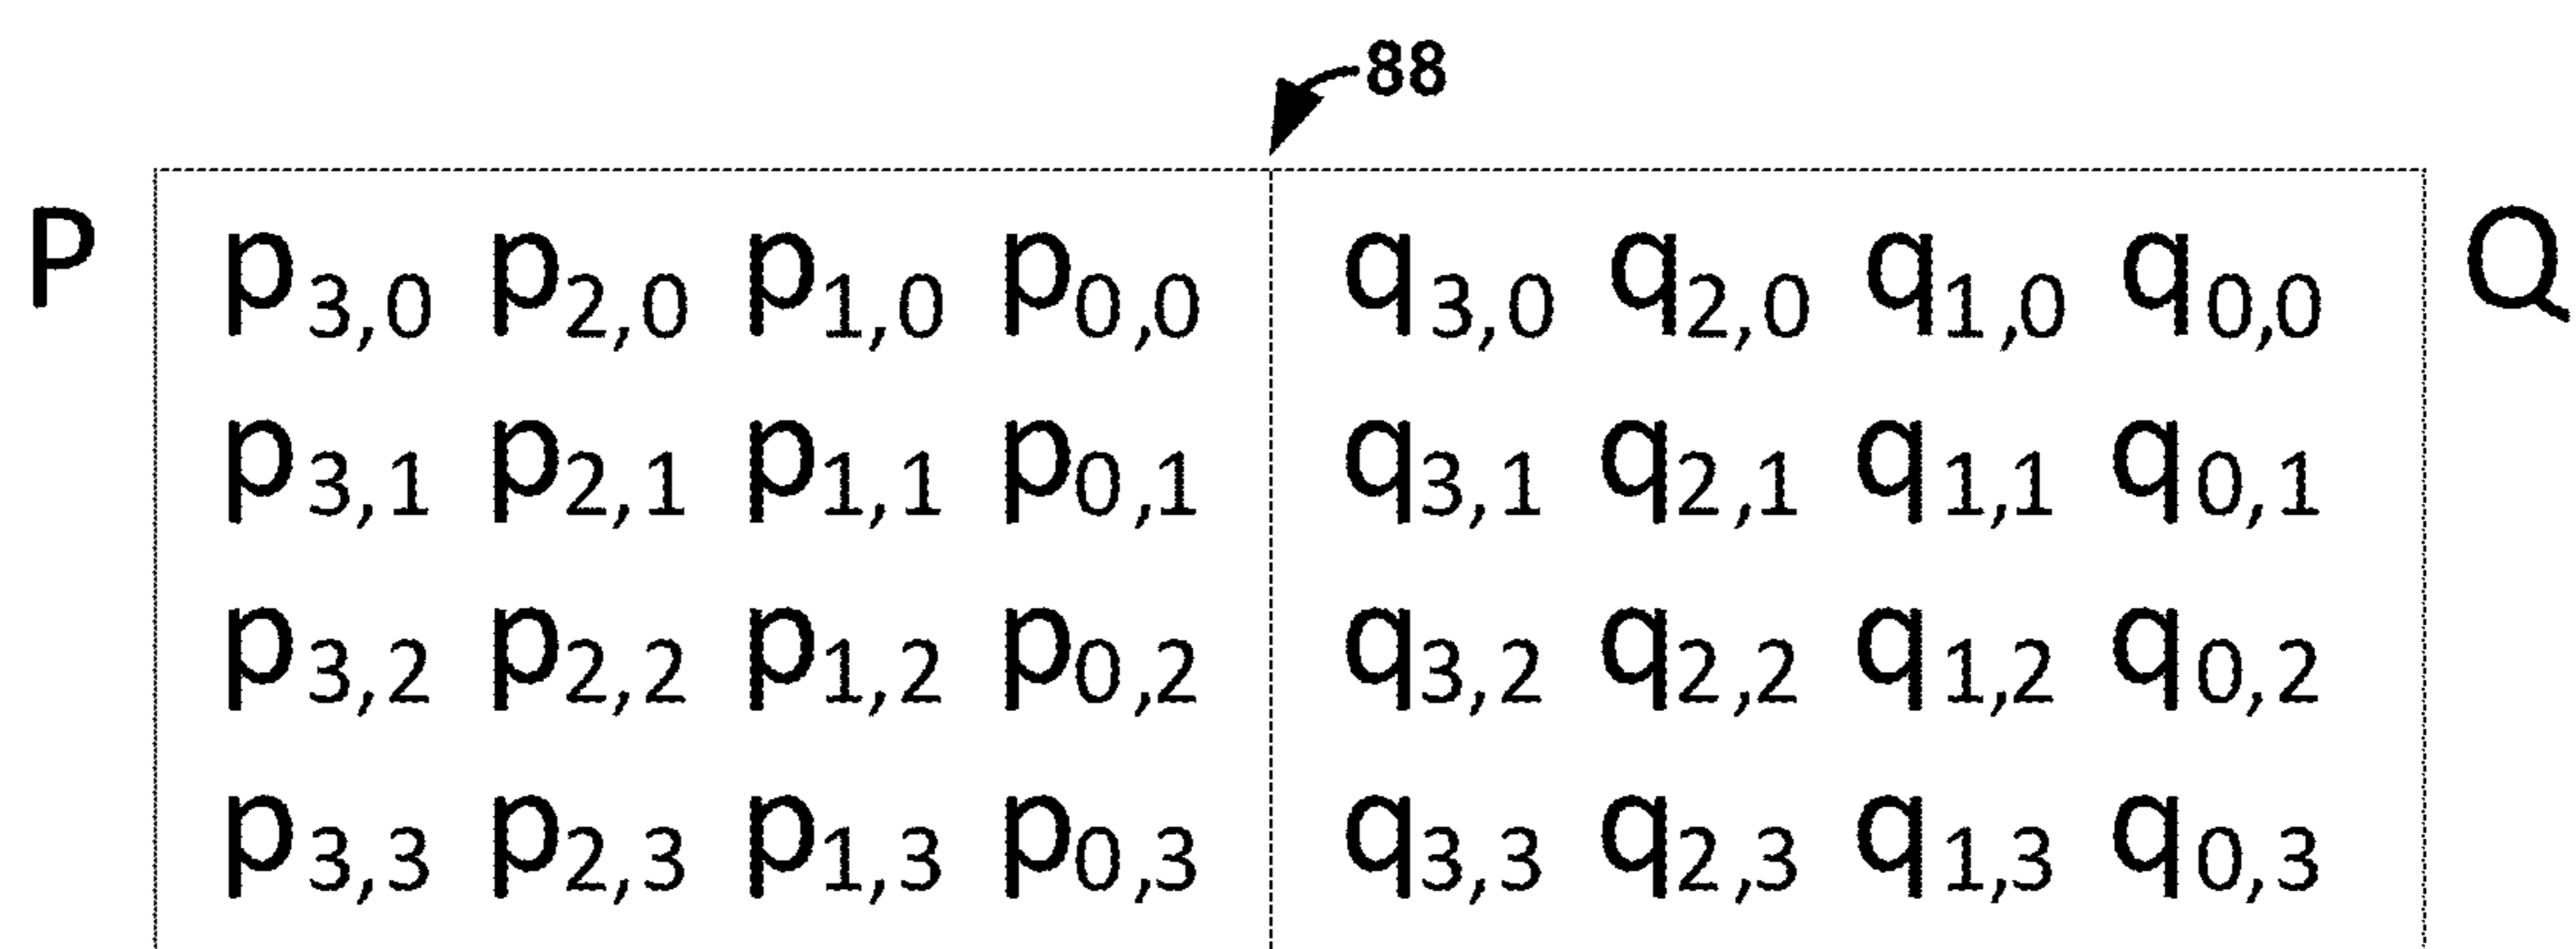 88
P p3,0 p2,0 p1,0 p0,0 q3,0 q2,0 q1,0 q0,0 Q
p3,1 p2,1 p1,1 p0,1 q3,1 q2,1 q1,1 q0,1
p3,2 p2,2 p1,2 p0,2 q3,2 q2,2 q1,2 q0,2
p3,3 p2,3 p1,3 p0,3 q3,3 q2,3 q1,3 q0,3